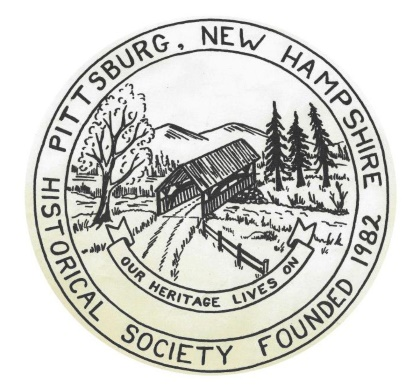 PITTSBURG, NEW HAMPSHIRE
HISTORICAL SOCIETY FOUNDED 1982
OUR HERITAGE LIVES ON